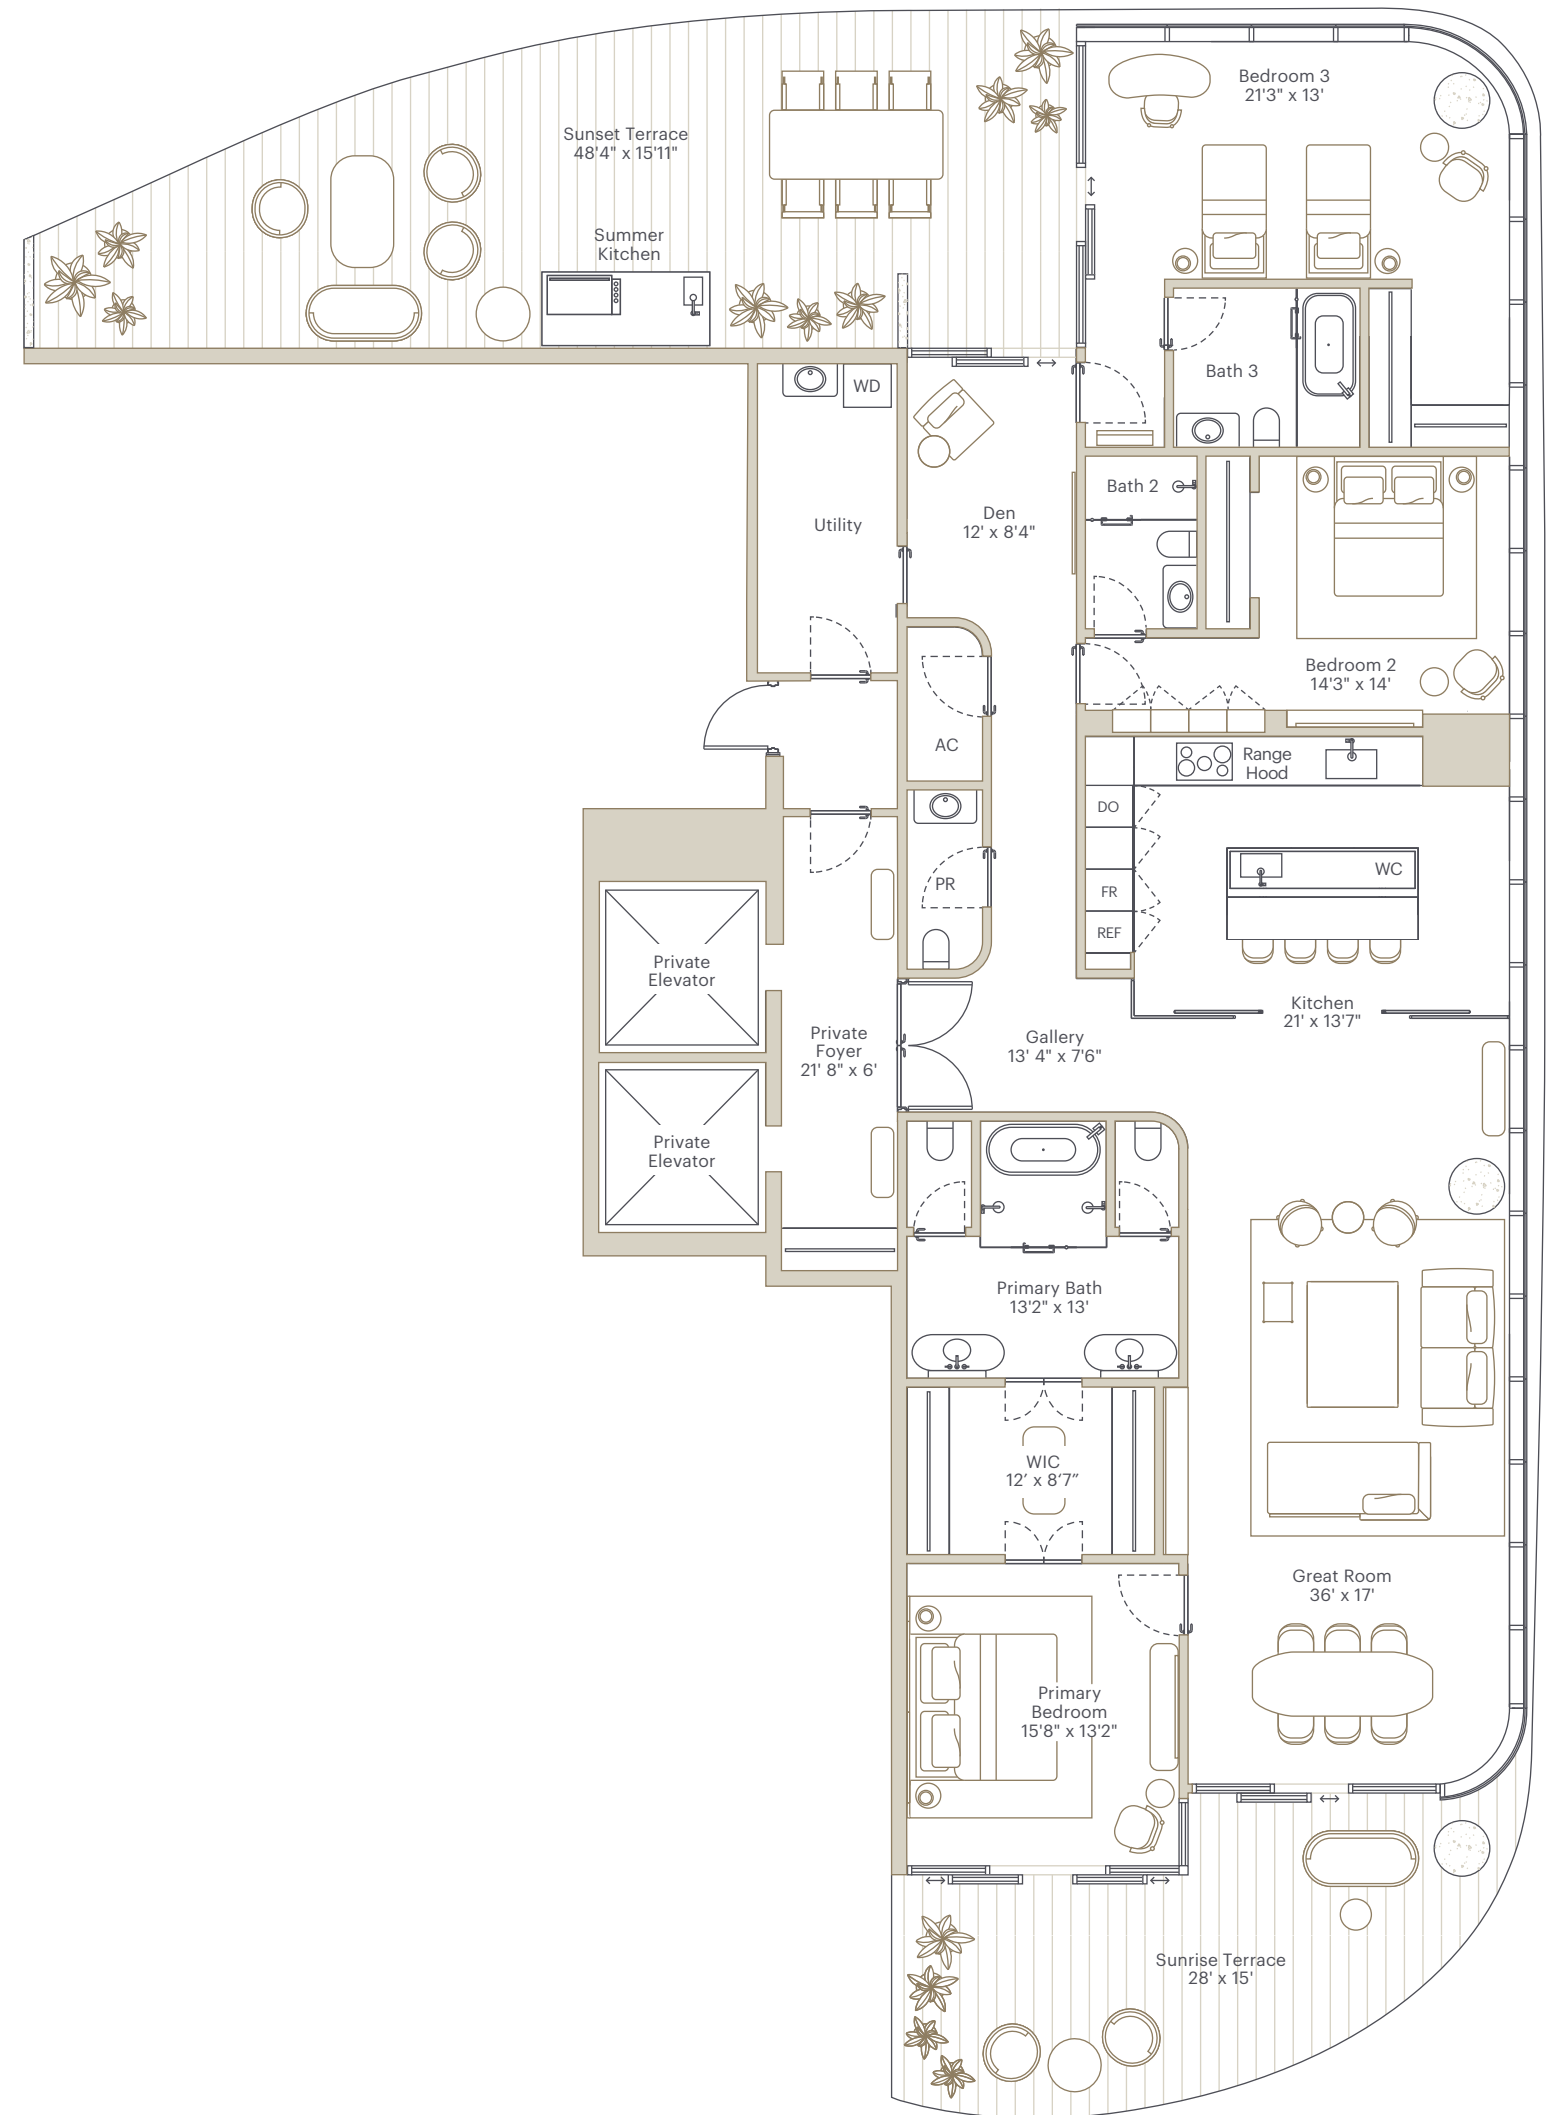 Bedroom 3
21'3" x 13'
Sunset Terrace
48'4" x 15'11"
Summer
Kitchen
Bath 3
WD
Bath 2
Den
12' x 8'4"
Utility
Bedroom 2
14'3" x 14'
AC
Range
Hood
DO
WC
PR
FR
REF
Private
Elevator
Kitchen
21' x 13'7"
Private
Foyer
21' 8" x 6'
Gallery
13' 4" x 7'6"
Private
Elevator
Primary Bath
13'2" x 13'
WIC
12’ x 8‘7”
Great Room
36' x 17'
Primary
Bedroom
15'8" x 13'2"
Sunrise Terrace
28' x 15'